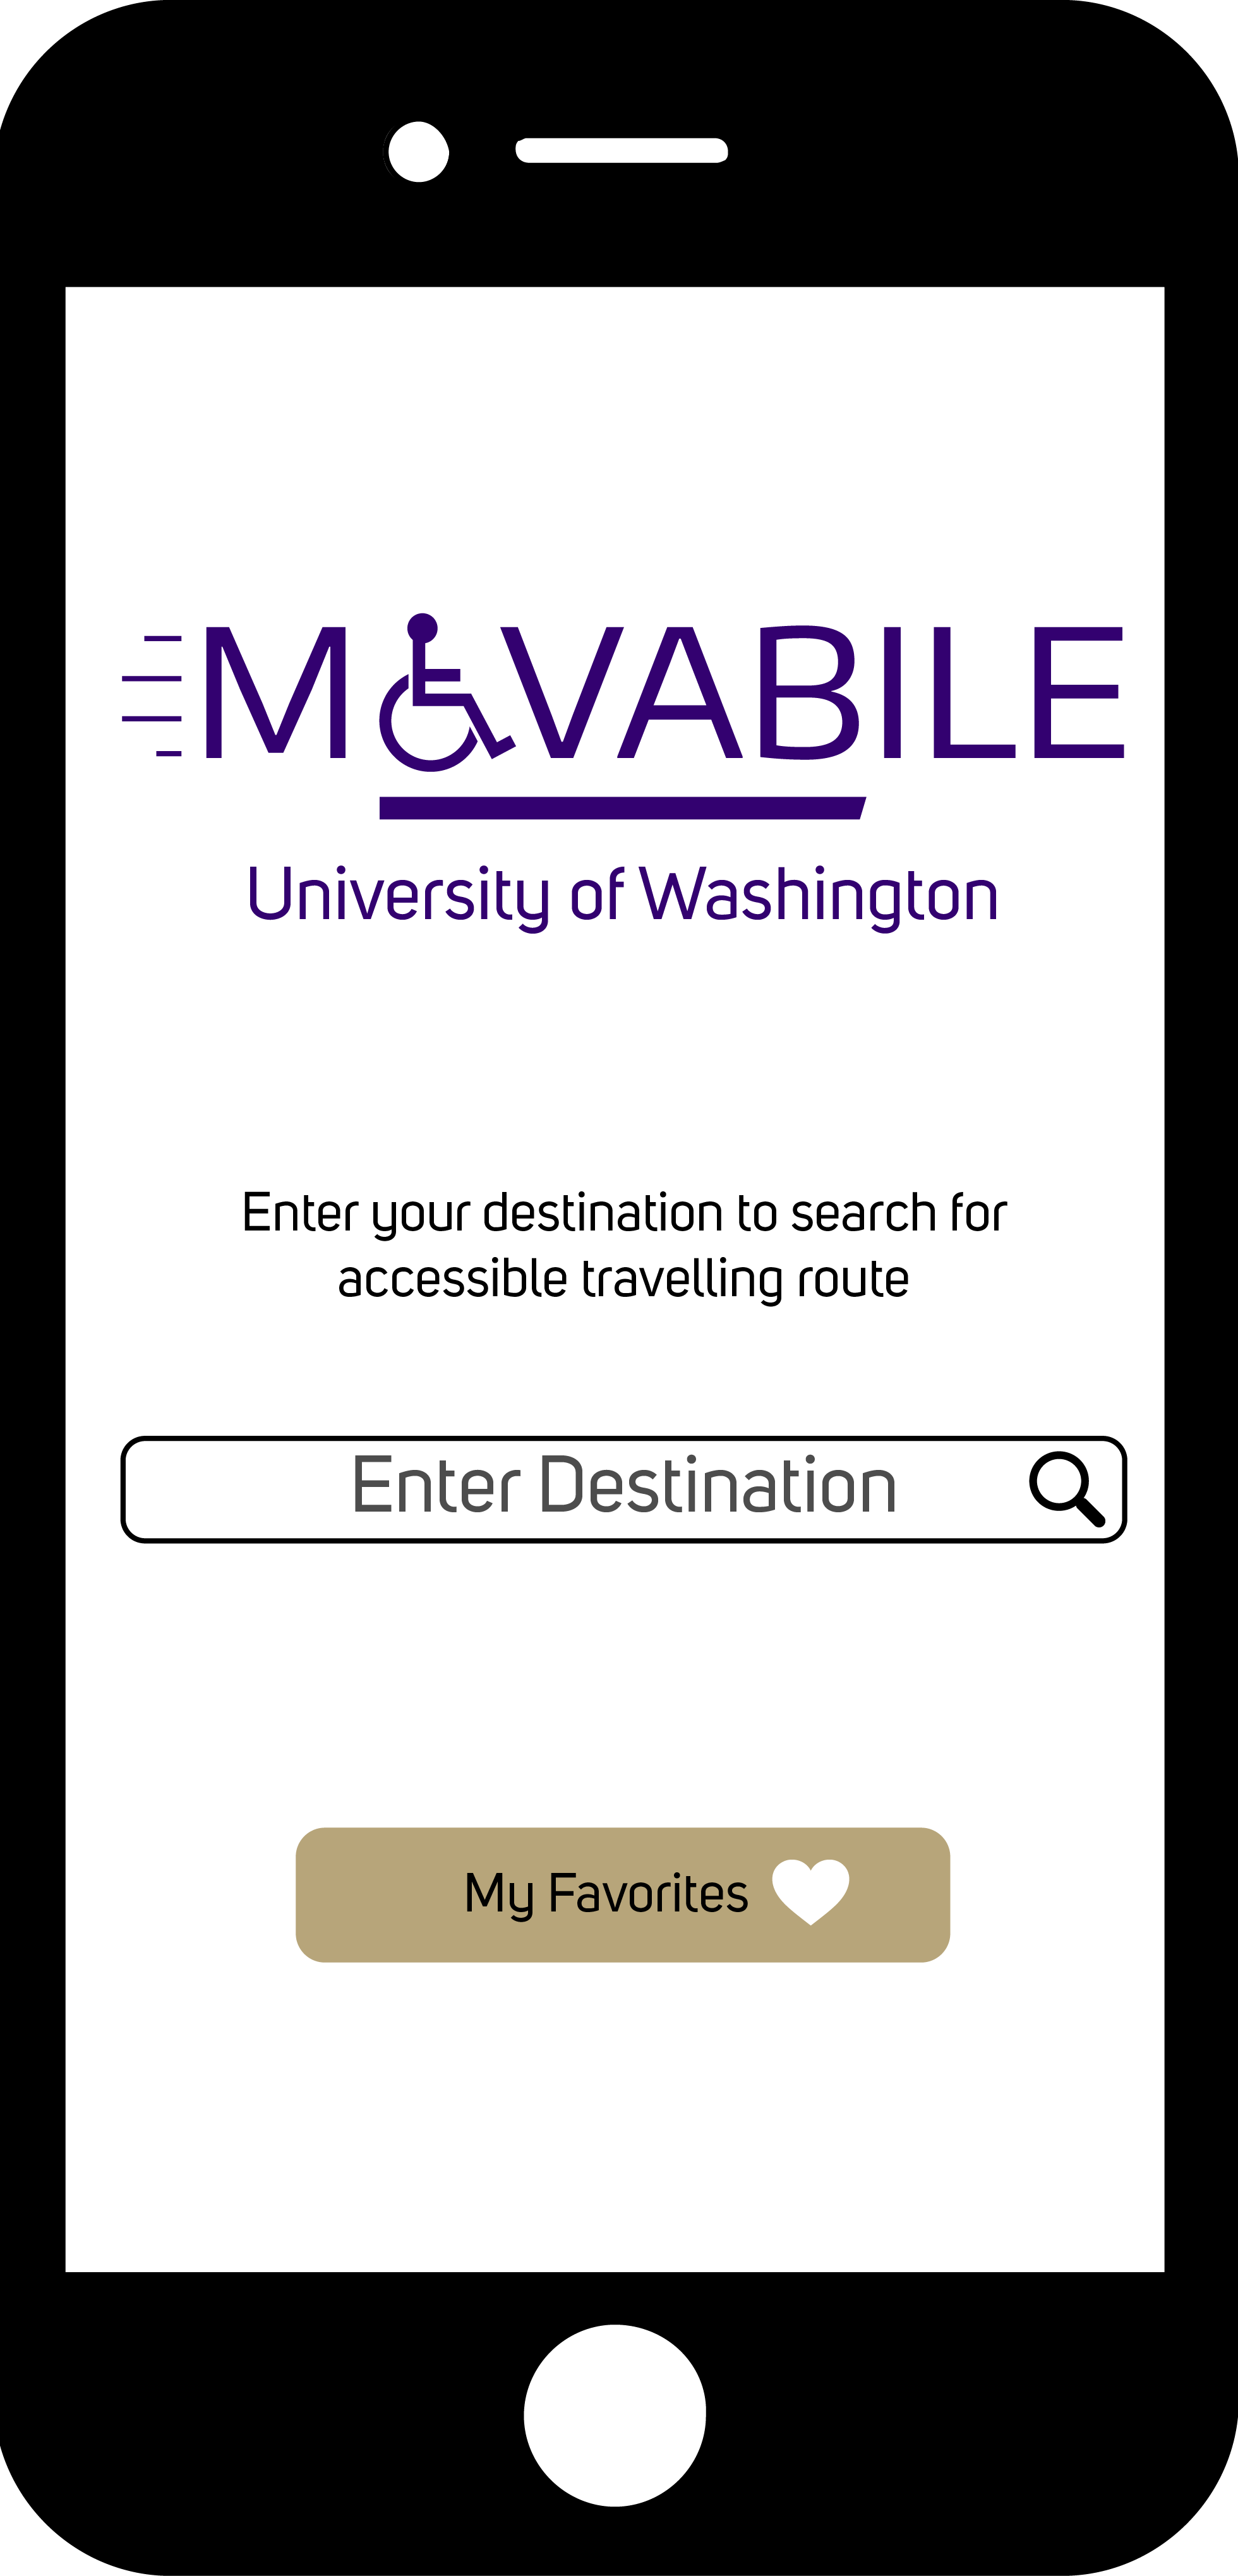 MOVABILE
University of Washington
Enter your destination to search for
accessible travelling route
Enter Destination
My Favorites